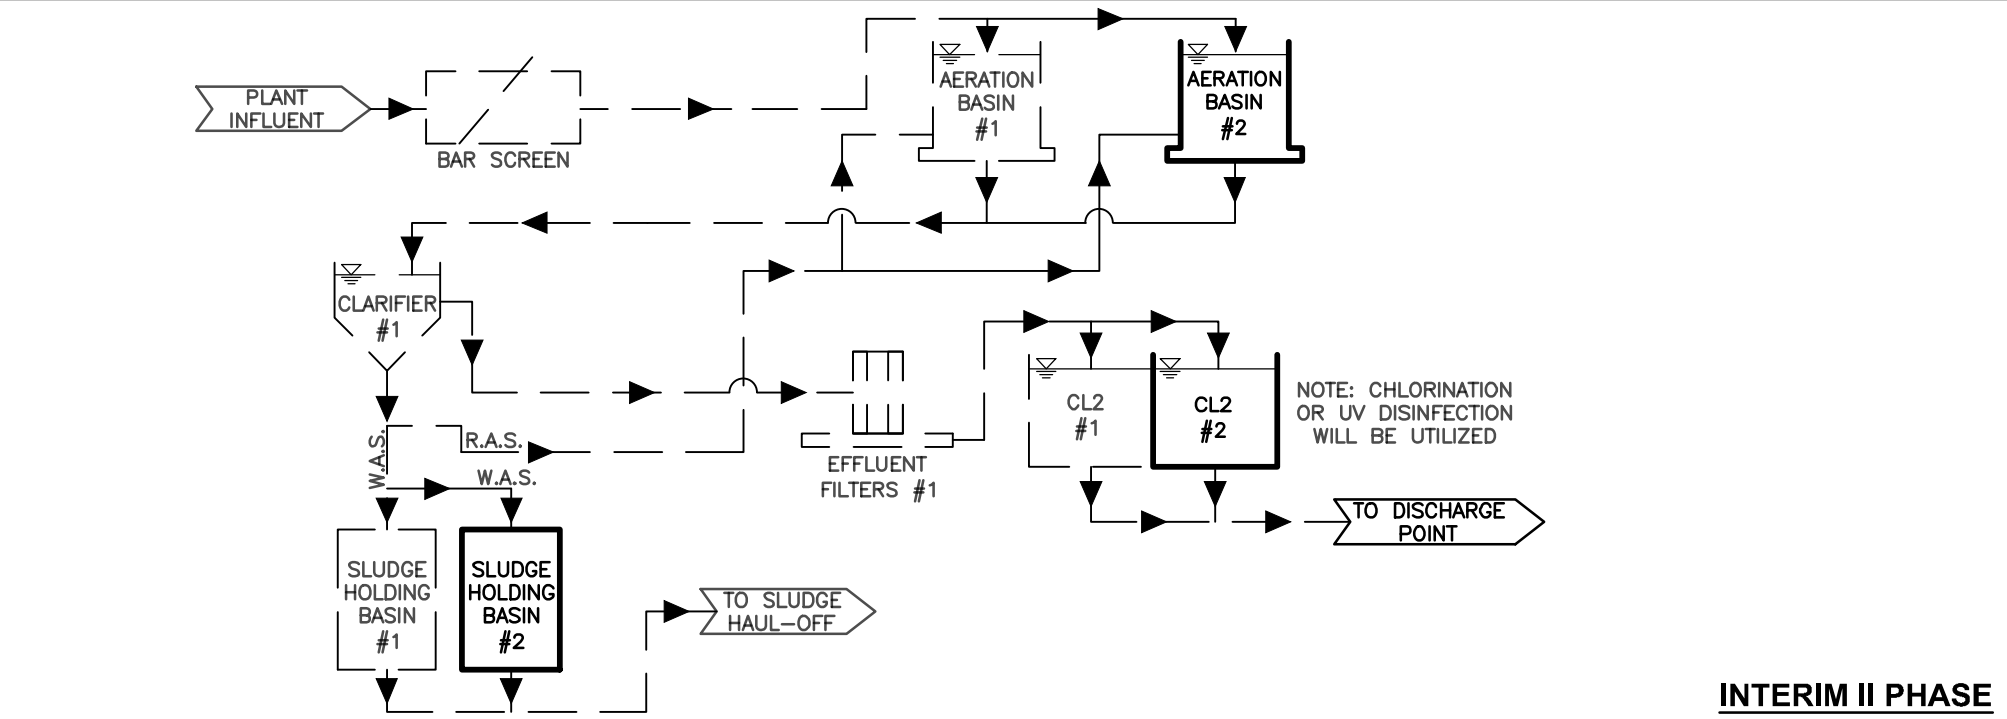 PLANT
INFLUENT
BAR SCREEN
AERATION
BASIN
#1
AERATION
BASIN
#2
CLARIFIER
#1
R.A.S.
W.A.S.
W.A.S.
EFFLUENT
FILTERS #1
CL2
#1
CL2
#2
NOTE: CHLORINATION
OR UV DISINFECTION
WILL BE UTILIZED
TO DISCHARGE
POINT
SLUDGE
HOLDING
BASIN
#1
SLUDGE
HOLDING
BASIN
#2
TO SLUDGE
HAUL-OFF
INTERIM II PHASE